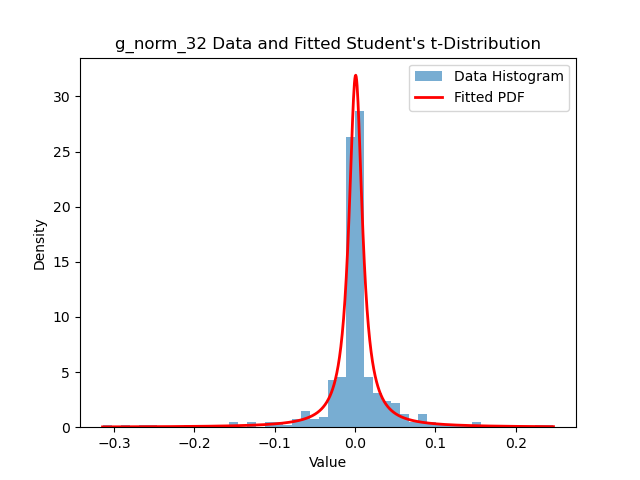 g_norm_32 Data and Fitted Student's t-Distribution
Data Histogram
Fitted PDF
30
25
20
15
10
5
0
Density
−0.3
−0.2
−0.1
0.0
0.1
0.2
Value